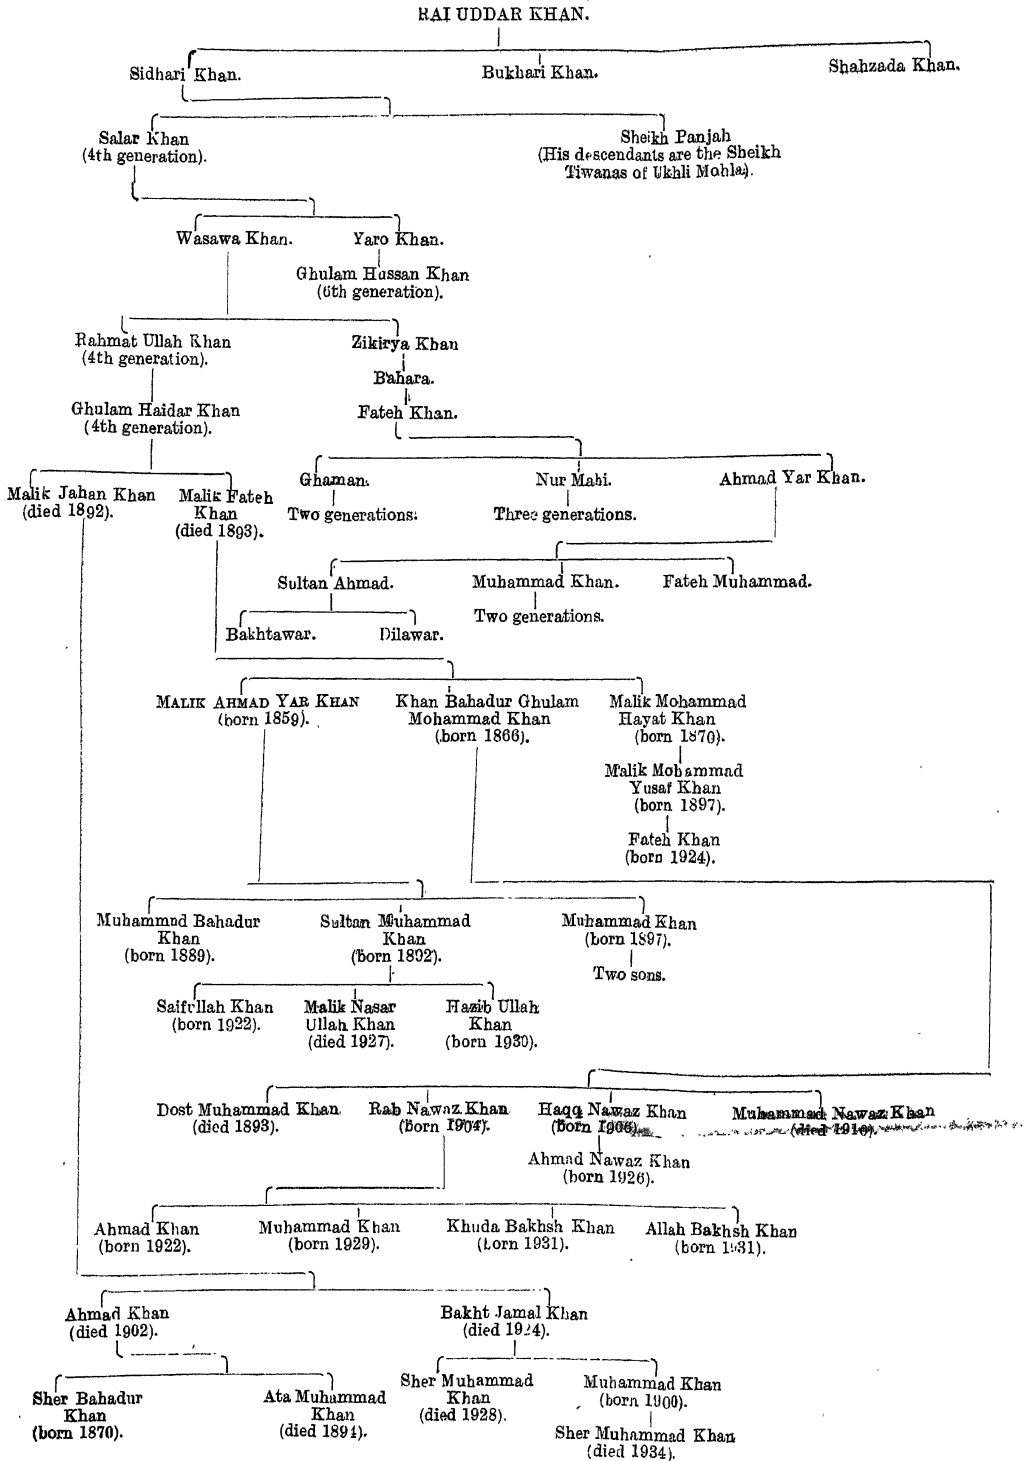 RAI UDDAR KHAN.
Sidhari Khan.
Bukhari Khan.
Shahzada Khan.
Salar Khan
(4th generation).
Sheikh Panjah
(His descendants are the Sheikh
Tiwanas of Ukhli Mohla).
Wasawa Khan.
Yaro Khan.
Ghulam Hassan Khan
(6th generation).
Rahmat Ullah Khan
(4th generation).
Zikirya Khan
Bahara.
Ghulam Haidar Khan
(4th generation).
Fateh Khan.
Malik Jahan Khan
(died 1892).
Malik Fateh
Khan
(died 1893).
Ghaman.
Two generations.
Nur Mahi.
Three generations.
Ahmad Yar Khan.
Sultan Ahmad.
Muhammad Khan.
Fateh Muhammad.
Two generations.
Bakhtawar.
Dilawar.
MALIK AHMAD YAR KHAN
(born 1859).
Khan Bahadur Ghulam
Mohammad Khan
(born 1866).
Malik Mohammad
Hayat Khan
(born 1870).
Malik Mohammad
Yusaf Khan
(born 1897).
Fateh Khan
(born 1924).
Muhammad Bahadur
Khan
(born 1889).
Sultan Muhammad
Khan
(born 1892).
Muhammad Khan
(born 1897).
Two sons.
Saifullah Khan
(born 1922).
Malik Nasar
Ullah Khan
(died 1927).
Hazib Ullah
Khan
(born 1930).
Dost Muhammad Khan
(died 1893).
Rab Nawaz Khan
(born 1904).
Haqq Nawaz Khan
(born 1906).
Muhammad Nawaz Khan
(died 1910).
Ahmad Nawaz Khan
(born 1926).
Ahmad Khan
(born 1922).
Muhammad Khan
(born 1929).
Khuda Bakhsh Khan
(born 1931).
Allah Bakhsh Khan
(born 1931).
Ahmad Khan
(died 1902).
Bakht Jamal Khan
(died 1924).
Sher Bahadur
Khan
(born 1870).
Ata Muhammad
Khan
(died 1894).
Sher Muhammad
Khan
(died 1928).
Muhammad Khan
(born 1900).
Sher Muhammad Khan
(died 1934).